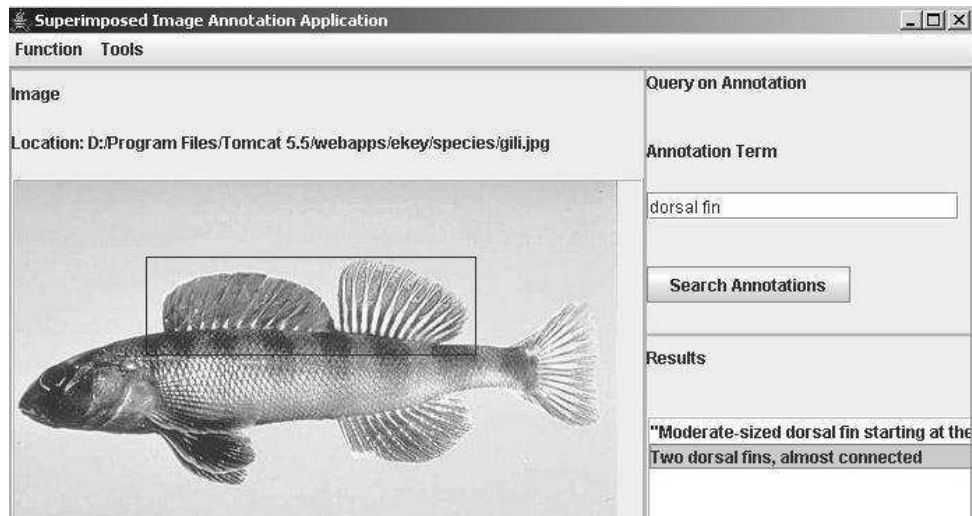 Superimposed Image Annotation Application
Function Tools
Image
Location: D:/Program Files/Tomcat 5.5/webapps/ekey/species/gili.jpg
Query on Annotation
Annotation Term
dorsal fin
Search Annotations
Results
"Moderate-sized dorsal fin starting at the
Two dorsal fins, almost connected